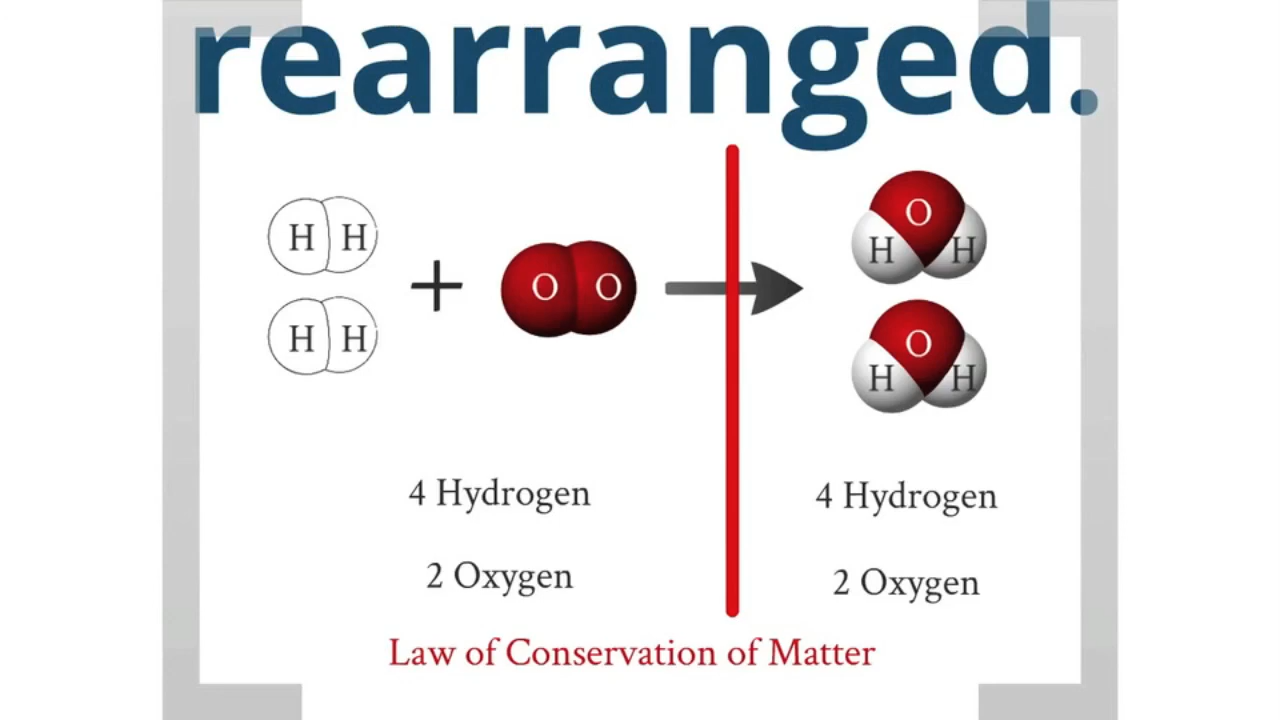 rearranged.
H H
H H
+
O O
O
H H
O
H H
4 Hydrogen
4 Hydrogen
2 Oxygen
2 Oxygen
Law of Conservation of Matter